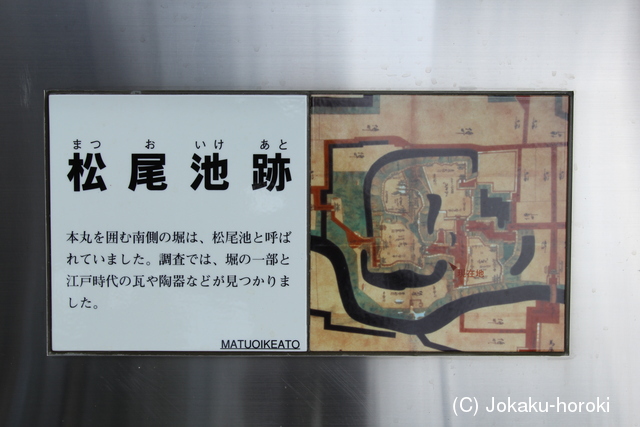 まつ お いけ あと
松尾池跡
本丸を囲む南側の堀は、松尾池と呼ば
れていました。調査では、堀の一部と
江戸時代の瓦や陶器などが見つかりま
した。
MATUOIKEATO
現在地
(C) Jokaku-horoki